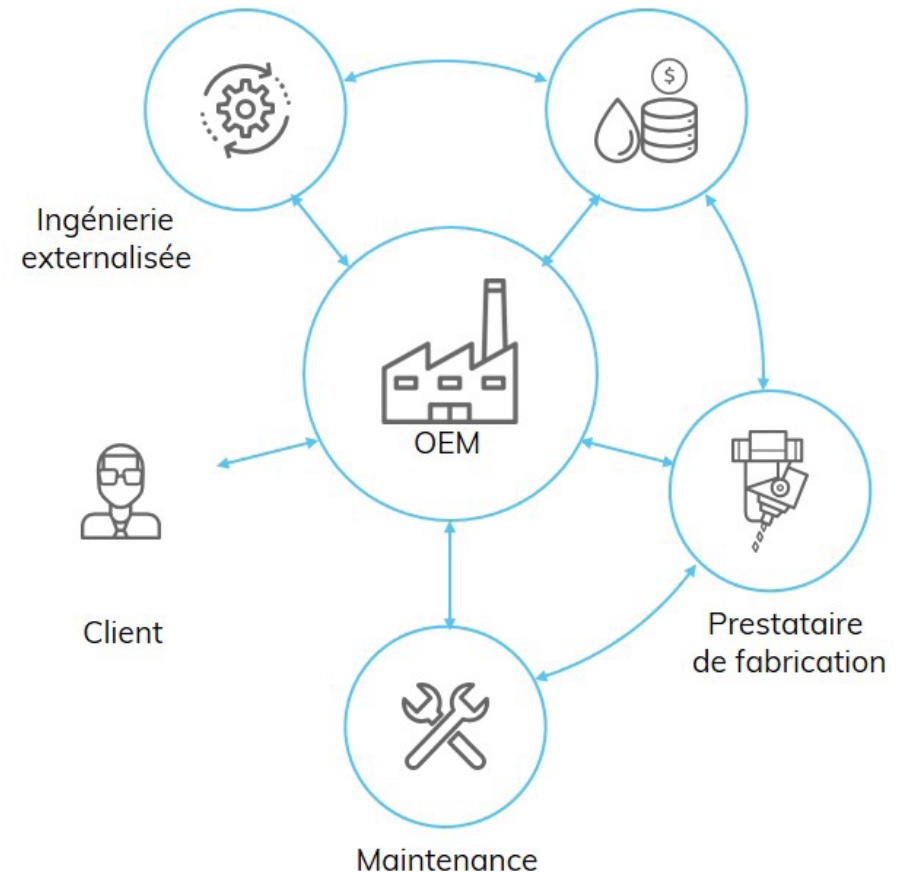 $
Ingénierie
externalisée
OEM
Client
Prestataire
de fabrication
Maintenance